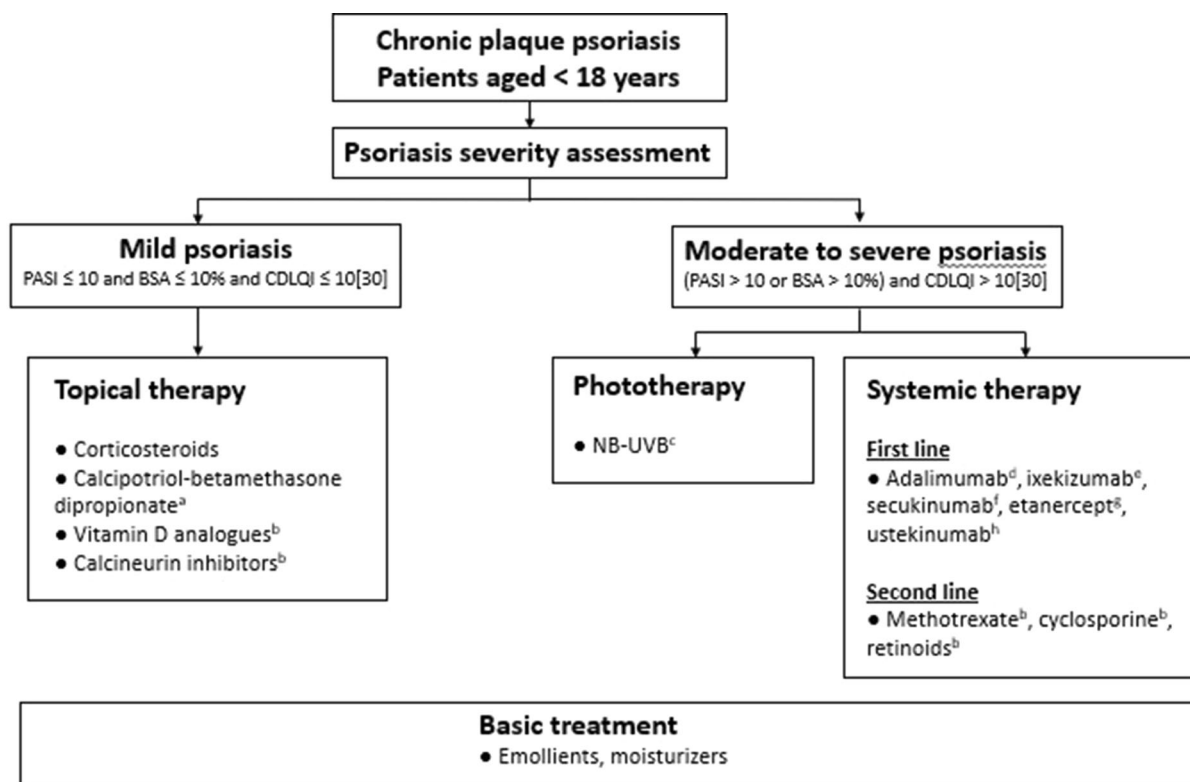 Chronic plaque psoriasis
Patients aged < 18 years
Psoriasis severity assessment
Mild psoriasis
PASI ≤ 10 and BSA ≤ 10% and CDLQI ≤ 10[30]
Moderate to severe psoriasis
(PASI > 10 or BSA > 10%) and CDLQI > 10[30]
Topical therapy
● Corticosteroids
● Calcipotriol-betamethasone
dipropionateᵃ
● Vitamin D analoguesᵇ
● Calcineurin inhibitorsᵇ
Phototherapy
● NB-UVBᶜ
Systemic therapy
First line
● Adalimumabᵈ, ixekizumabᵉ,
secukinumabᶠ, etanerceptᵍ,
ustekinumabʰ
Second line
● Methotrexateᵇ, cyclosporineᵇ,
retinoidsᵇ
Basic treatment
● Emollients, moisturizers